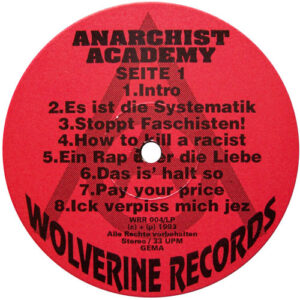 ANARCHIST
ACADEMY
SEITE 1
1.Intro
2.Es ist die Systematik
3.Stoppt Faschisten!
4.How to kill a racist
5.Ein Rap über die Liebe
6.Das is' halt so
7.Pay your price
8.Ick verpiss mich jez
WRR 004/LP
(c) + (p) 1993
Alle Rechte vorbehalten
Stereo / 33 UPM
GEMA
WOLVERINE RECORDS